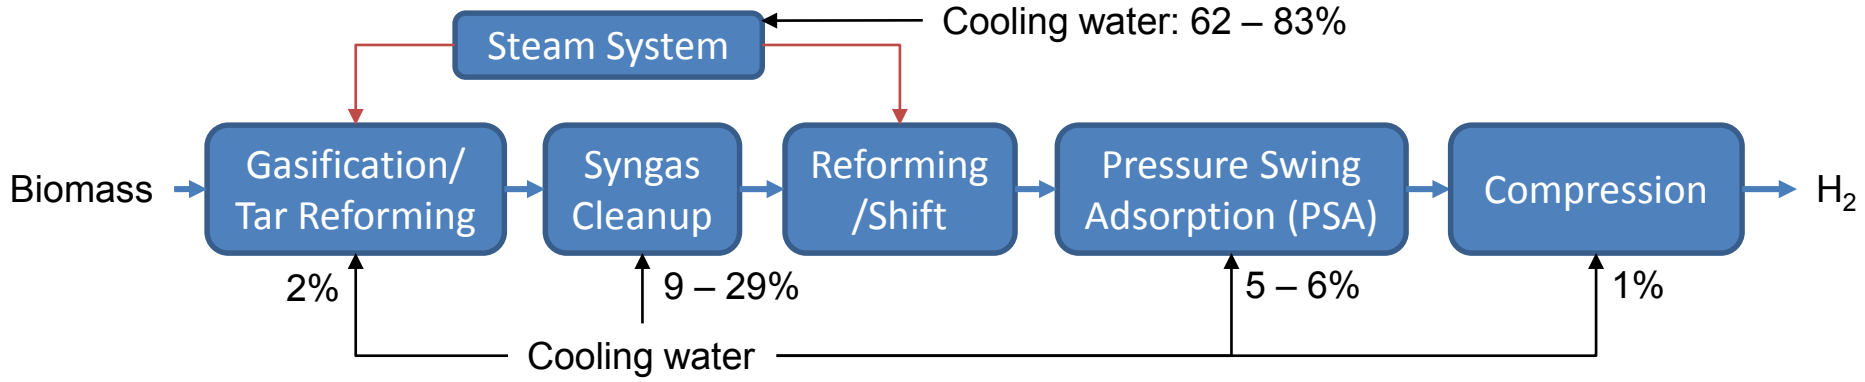 Cooling water: 62 – 83%
Steam System
Biomass
Gasification/
Tar Reforming
Syngas
Cleanup
Reforming
/Shift
Pressure Swing
Adsorption (PSA)
Compression
H₂
2%
9 – 29%
5 – 6%
1%
Cooling water